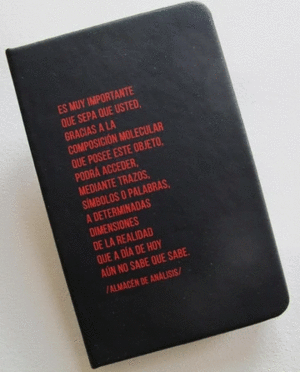 ES MUY IMPORTANTE
QUE SEPA QUE USTED,
GRACIAS A LA
COMPOSICIÓN MOLECULAR
QUE POSEE ESTE OBJETO,
PODRÁ ACCEDER,
MEDIANTE TRAZOS,
SÍMBOLOS O PALABRAS,
A DETERMINADAS
DIMENSIONES
DE LA REALIDAD
QUE A DÍA DE HOY
AÚN NO SABE QUE SABE.
/ALMACÉN DE ANÁLISIS/